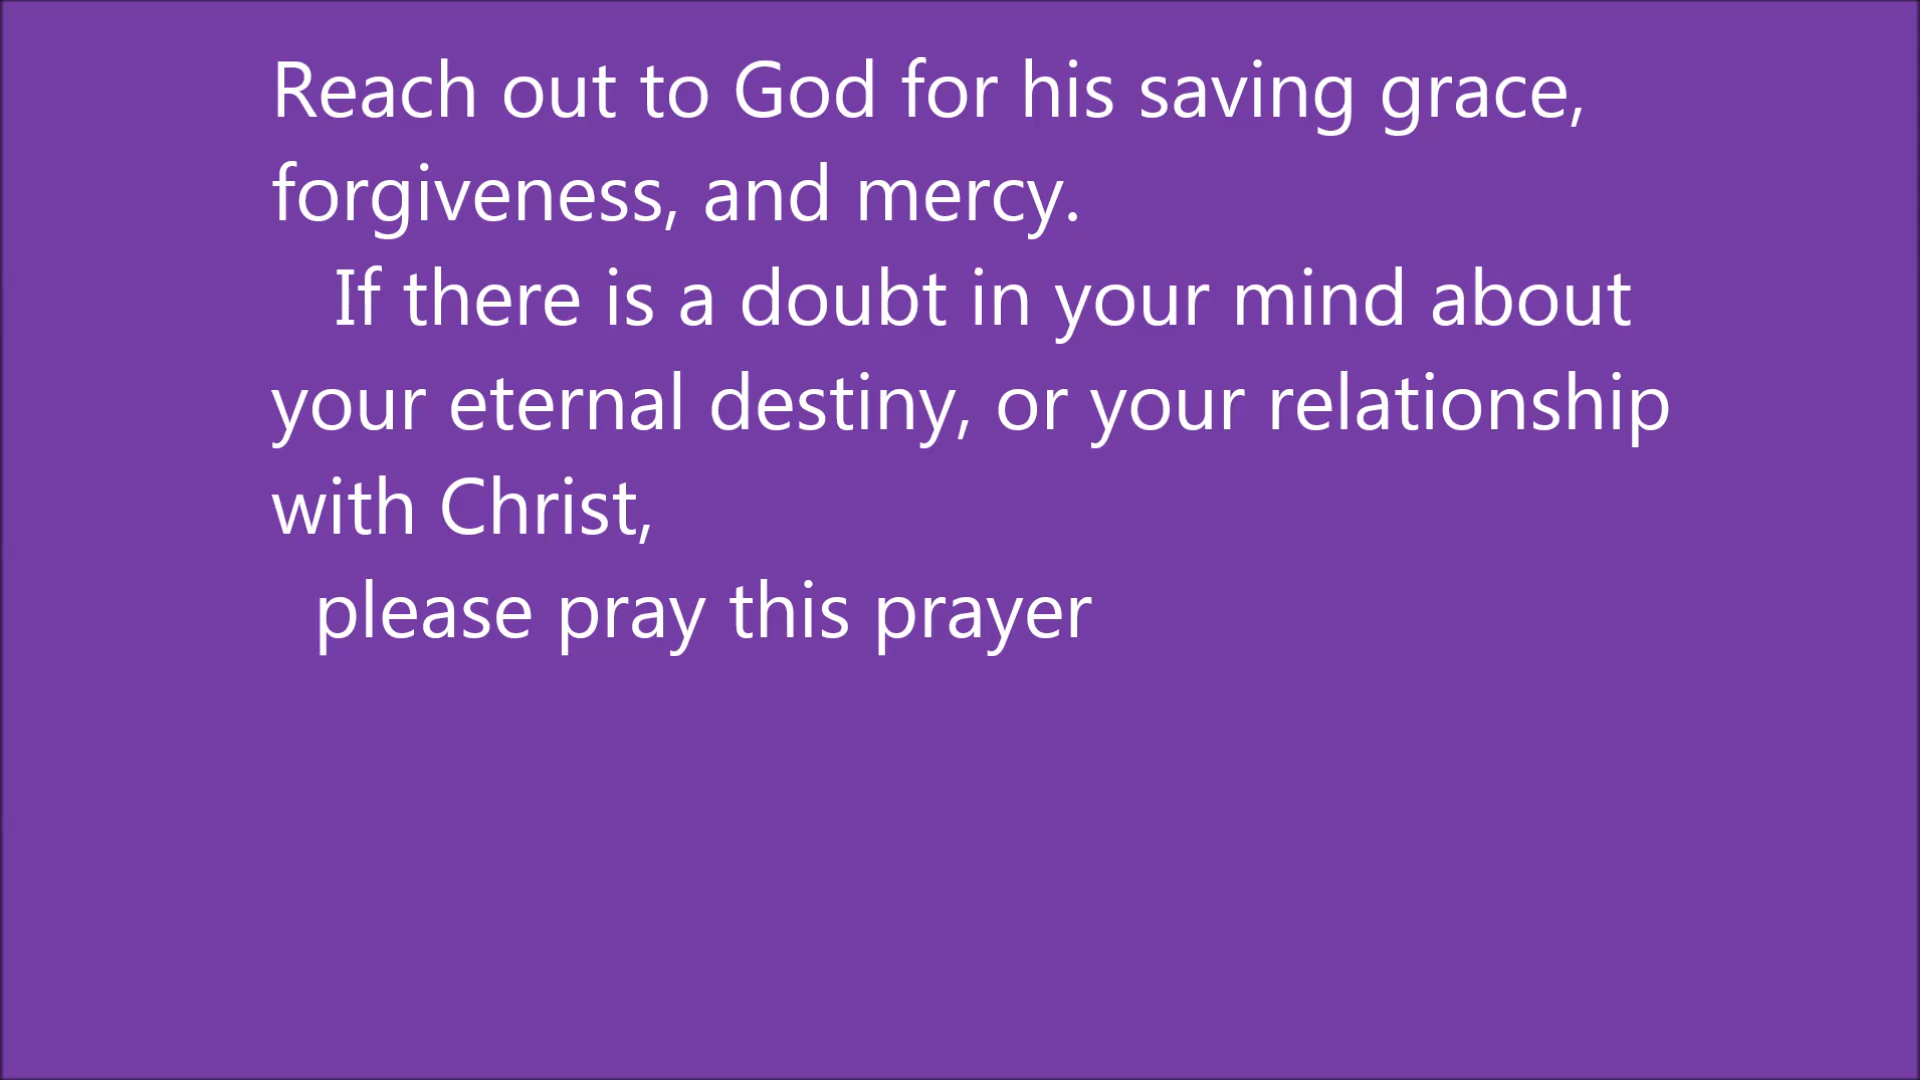 Reach out to God for his saving grace,
forgiveness, and mercy.
If there is a doubt in your mind about
your eternal destiny, or your relationship
with Christ,
please pray this prayer